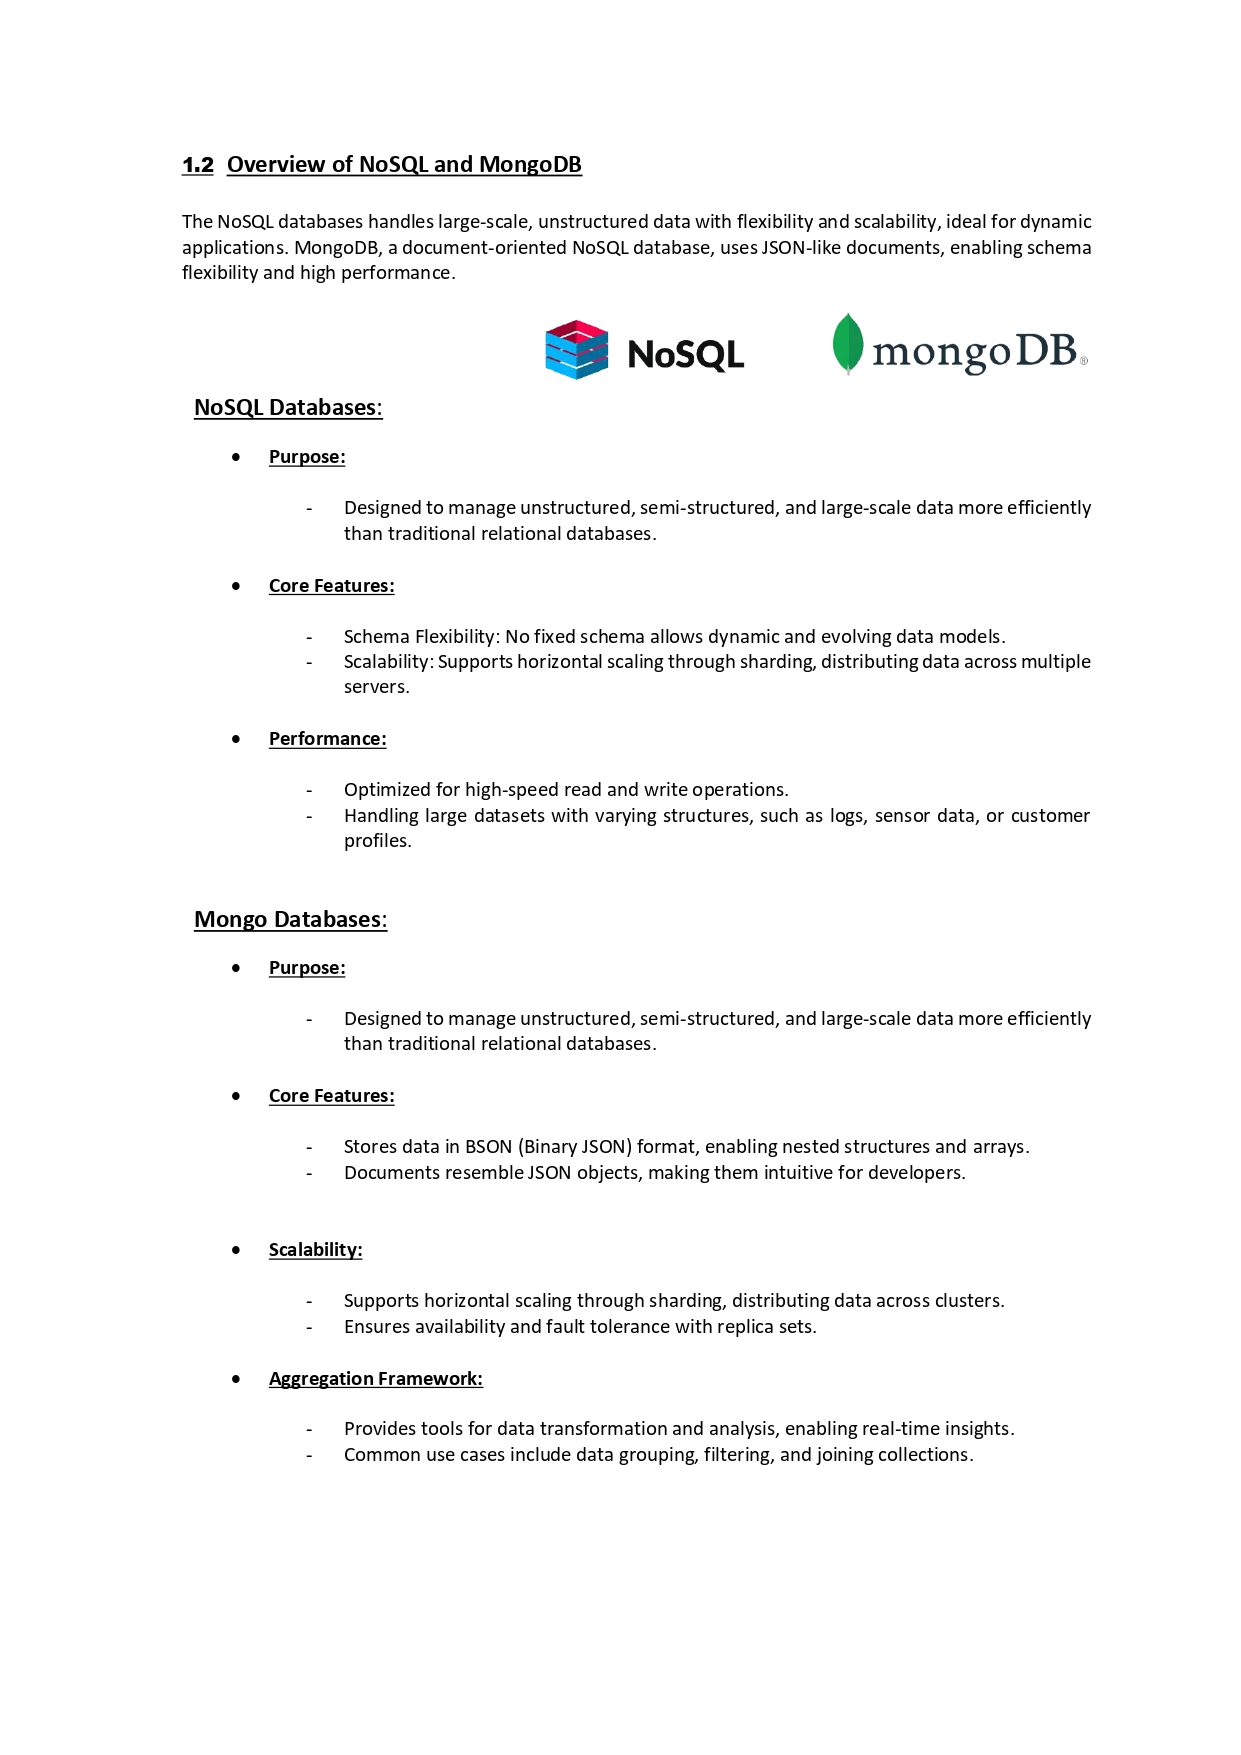 1.2 Overview of NoSQL and MongoDB
The NoSQL databases handles large-scale, unstructured data with flexibility and scalability, ideal for dynamic
applications. MongoDB, a document-oriented NoSQL database, uses JSON-like documents, enabling schema
flexibility and high performance.
NoSQL mongoDB®
NoSQL Databases:
• Purpose:
- Designed to manage unstructured, semi-structured, and large-scale data more efficiently
than traditional relational databases.
• Core Features:
- Schema Flexibility: No fixed schema allows dynamic and evolving data models.
- Scalability: Supports horizontal scaling through sharding, distributing data across multiple
servers.
• Performance:
- Optimized for high-speed read and write operations.
- Handling large datasets with varying structures, such as logs, sensor data, or customer
profiles.
Mongo Databases:
• Purpose:
- Designed to manage unstructured, semi-structured, and large-scale data more efficiently
than traditional relational databases.
• Core Features:
- Stores data in BSON (Binary JSON) format, enabling nested structures and arrays.
- Documents resemble JSON objects, making them intuitive for developers.
• Scalability:
- Supports horizontal scaling through sharding, distributing data across clusters.
- Ensures availability and fault tolerance with replica sets.
• Aggregation Framework:
- Provides tools for data transformation and analysis, enabling real-time insights.
- Common use cases include data grouping, filtering, and joining collections.